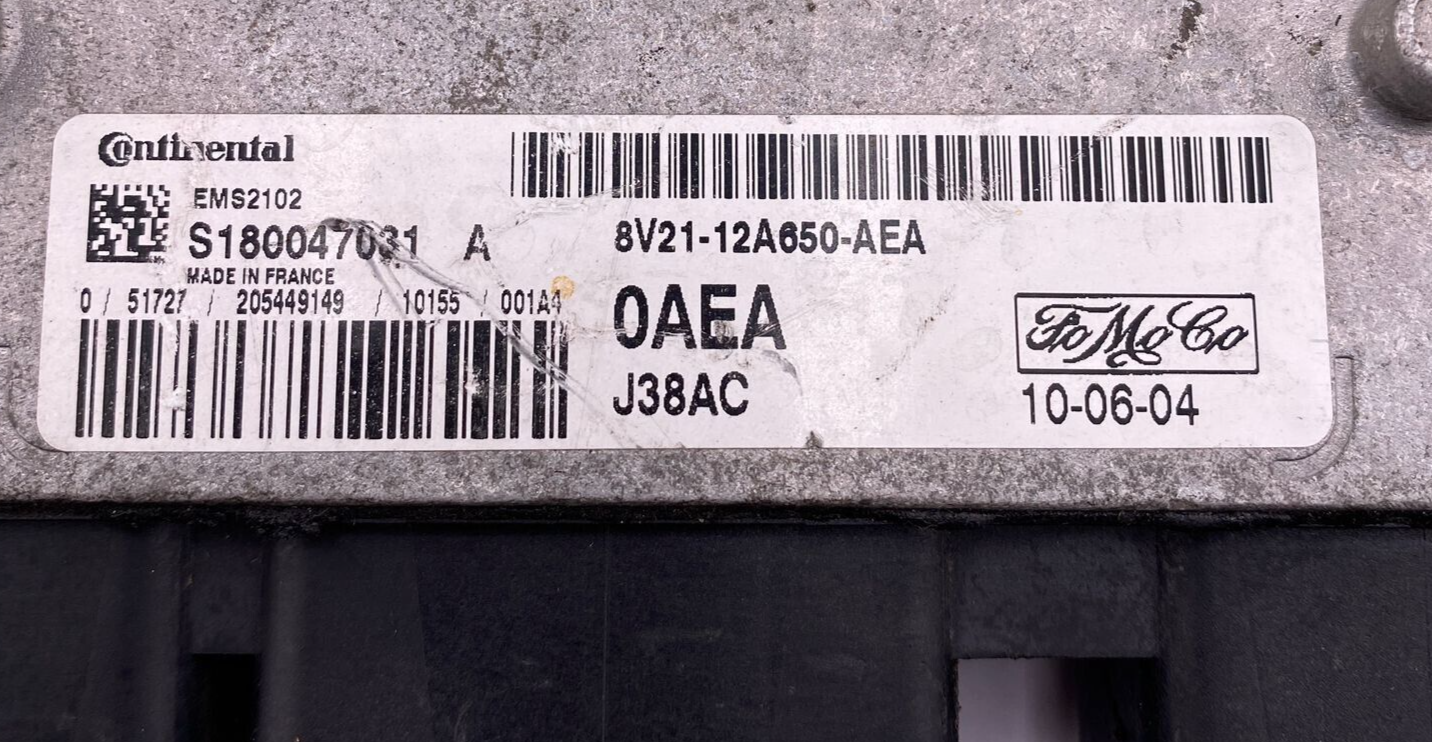 Continental
EMS2102
S180047031 A
MADE IN FRANCE
0 / 51727 / 205449149 / 10155 / 001A4
8V21-12A650-AEA
0AEA
J38AC
FoMoCo
10-06-04